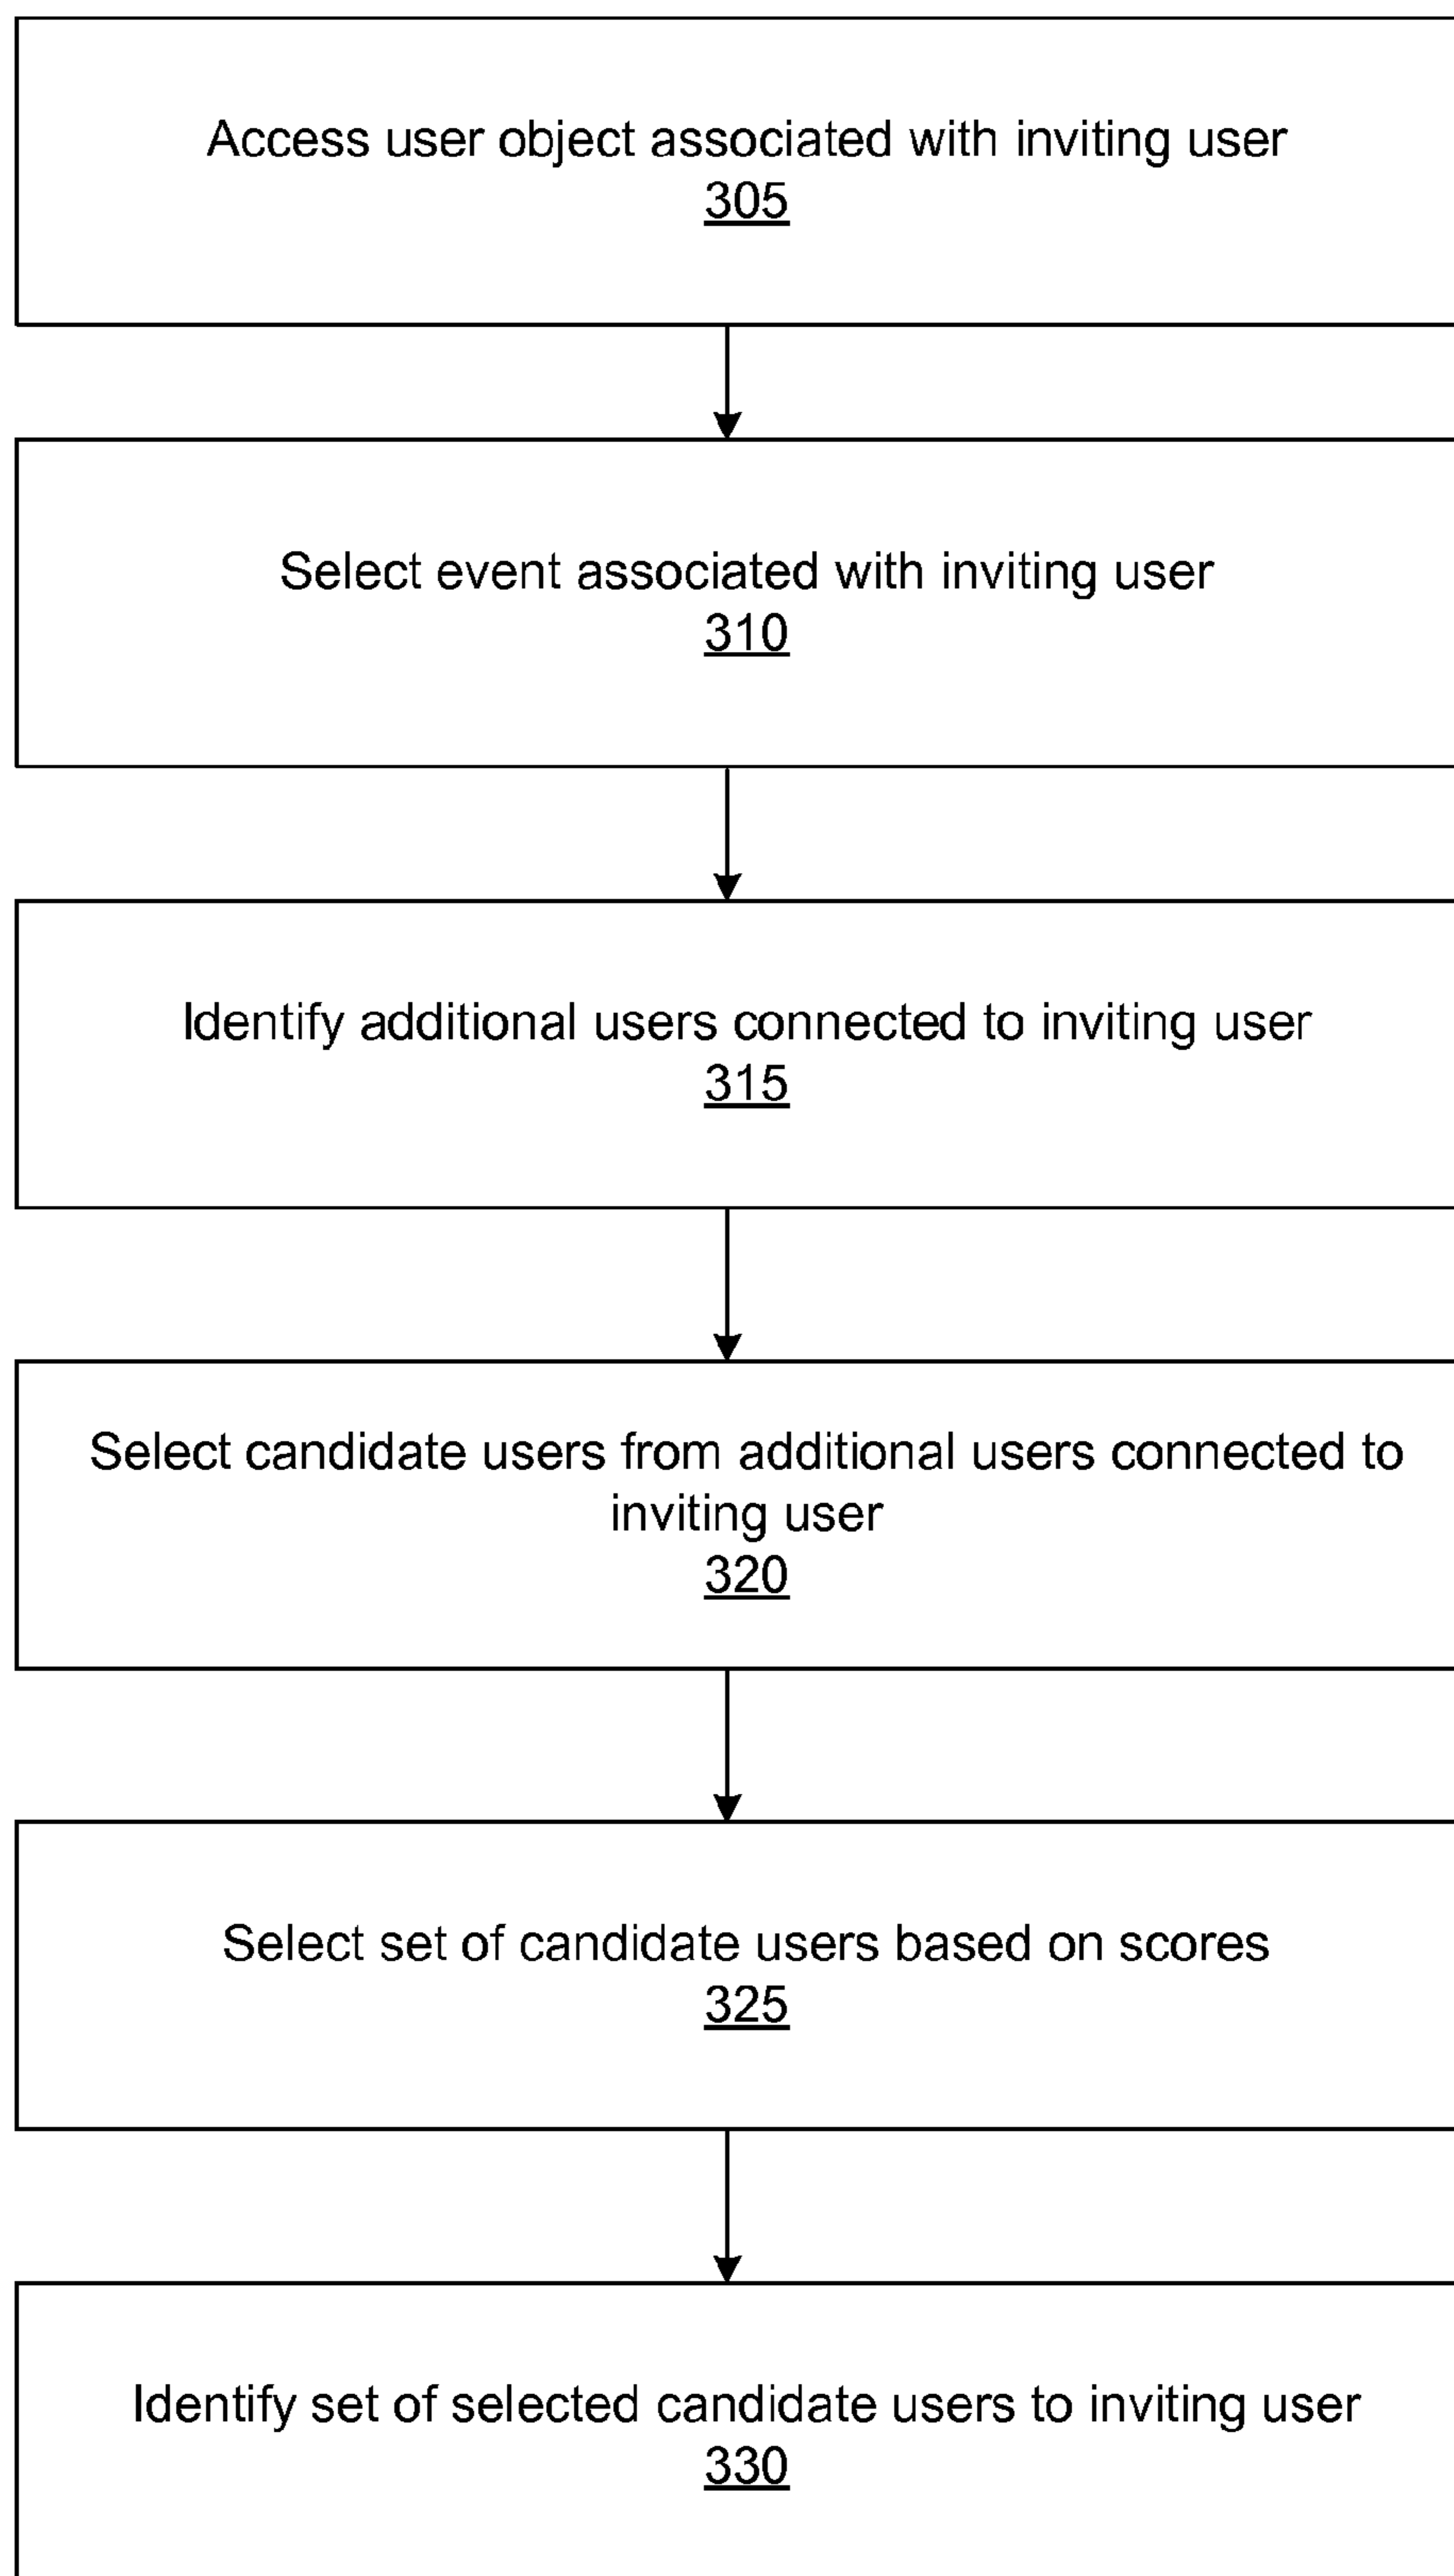 Access user object associated with inviting user
305
Select event associated with inviting user
310
Identify additional users connected to inviting user
315
Select candidate users from additional users connected to
inviting user
320
Select set of candidate users based on scores
325
Identify set of selected candidate users to inviting user
330